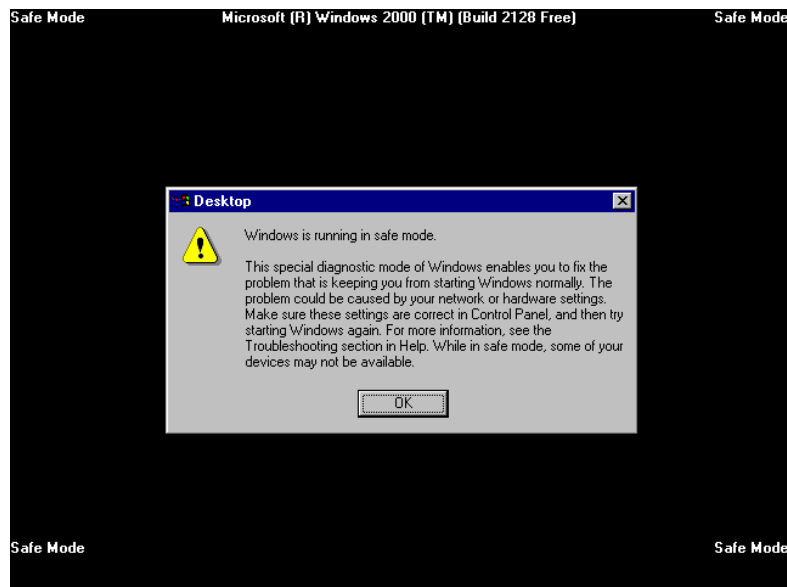 Safe Mode Microsoft (R) Windows 2000 (TM) (Build 2128 Free) Safe Mode
Desktop
Windows is running in safe mode.
This special diagnostic mode of Windows enables you to fix the
problem that is keeping you from starting Windows normally. The
problem could be caused by your network or hardware settings.
Make sure these settings are correct in Control Panel, and then try
starting Windows again. For more information, see the
Troubleshooting section in Help. While in safe mode, some of your
devices may not be available.
OK
Safe Mode Safe Mode